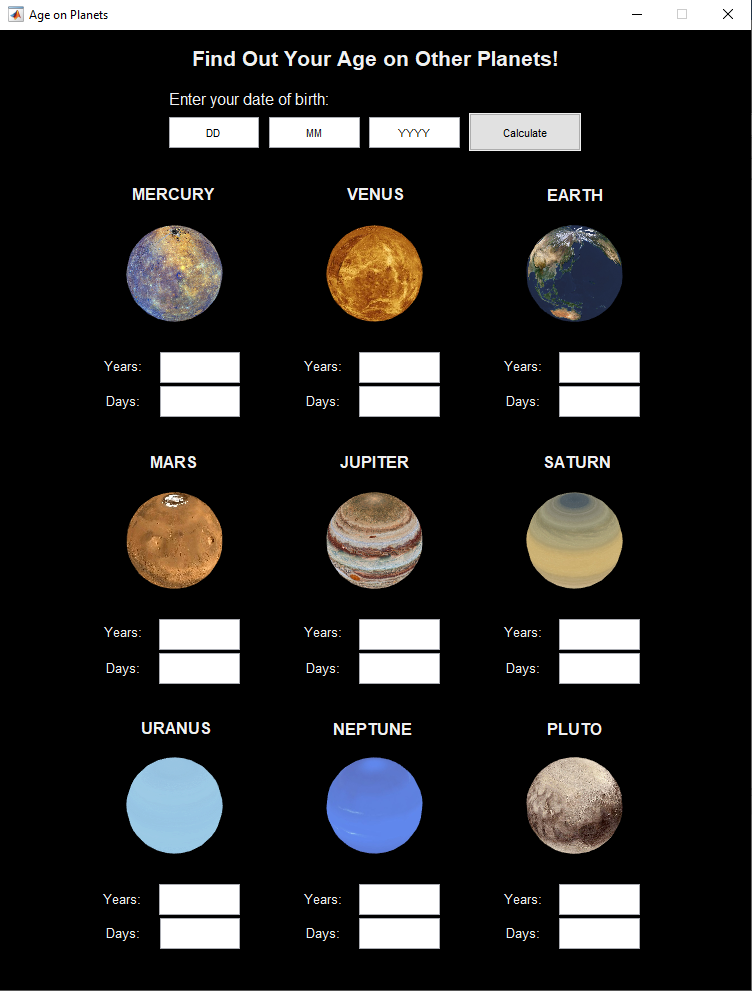 Age on Planets
Find Out Your Age on Other Planets!
Enter your date of birth:
DD MM YYYY Calculate
MERCURY VENUS EARTH
Years: Years: Years:
Days: Days: Days:
MARS JUPITER SATURN
Years: Years: Years:
Days: Days: Days:
URANUS NEPTUNE PLUTO
Years: Years: Years:
Days: Days: Days: